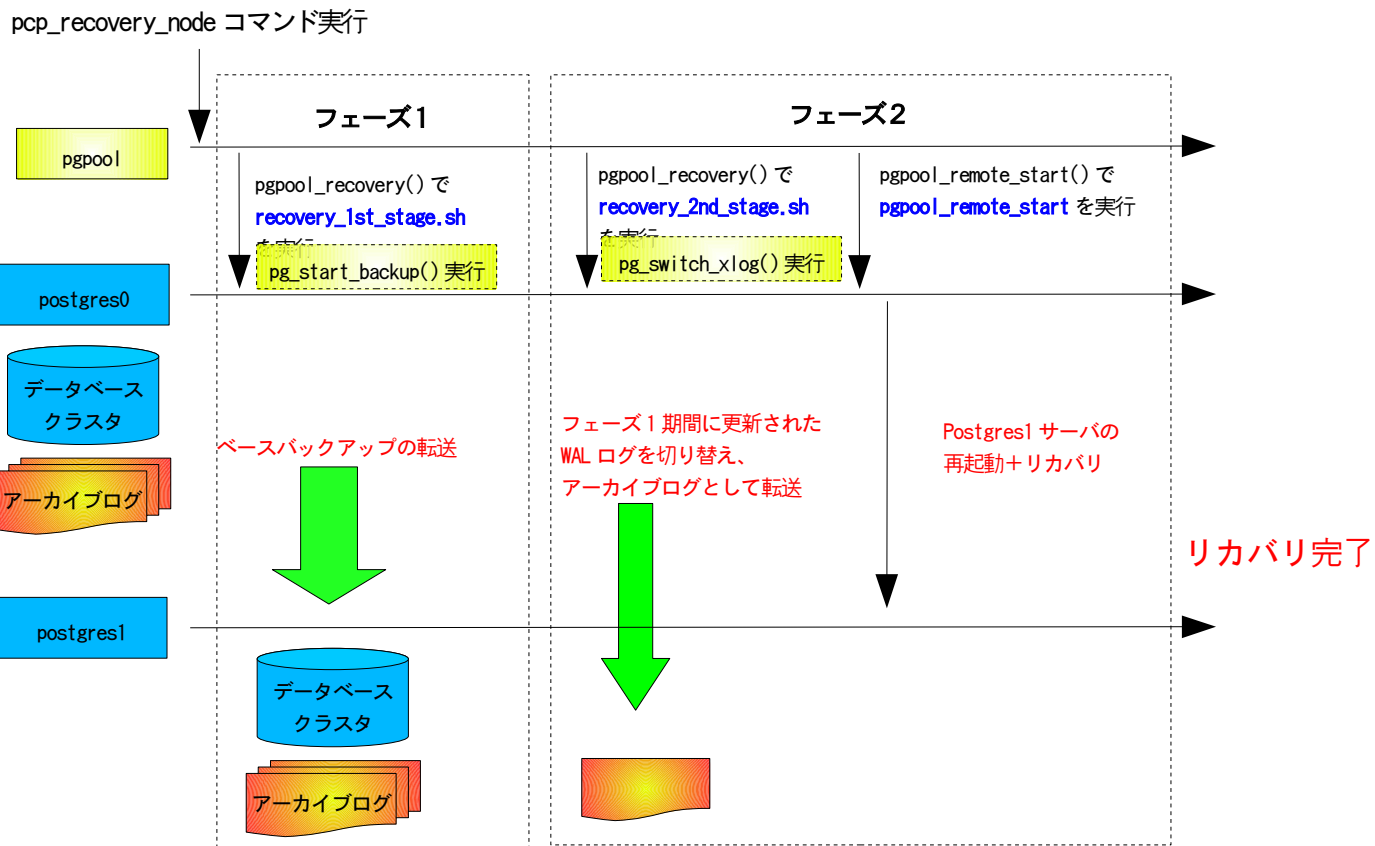 pcp_recovery_node コマンド実行
フェーズ1
フェーズ2
pgpool
pgpool_recovery() で
recovery_1st_stage.sh
を実行
pg_start_backup() 実行
pgpool_recovery() で
recovery_2nd_stage.sh
を実行
pg_switch_xlog() 実行
pgpool_remote_start() で
pgpool_remote_start を実行
postgres0
データベース
クラスタ
アーカイブログ
ベースバックアップの転送
フェーズ 1 期間に更新された
WAL ログを切り替え、
アーカイブログとして転送
Postgres1 サーバの
再起動＋リカバリ
リカバリ完了
postgres1
データベース
クラスタ
アーカイブログ